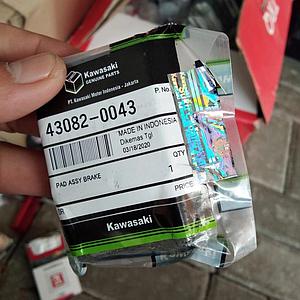 Kawasaki
GENUINE PARTS
PT. Kawasaki Motor Indonesia - Jakarta
P. No.
43082-0043
MADE IN INDONESIA
Dikemas Tgl
03/18/2020
QTY
1
PAD ASSY BRAKE
PRICE
Kawasaki